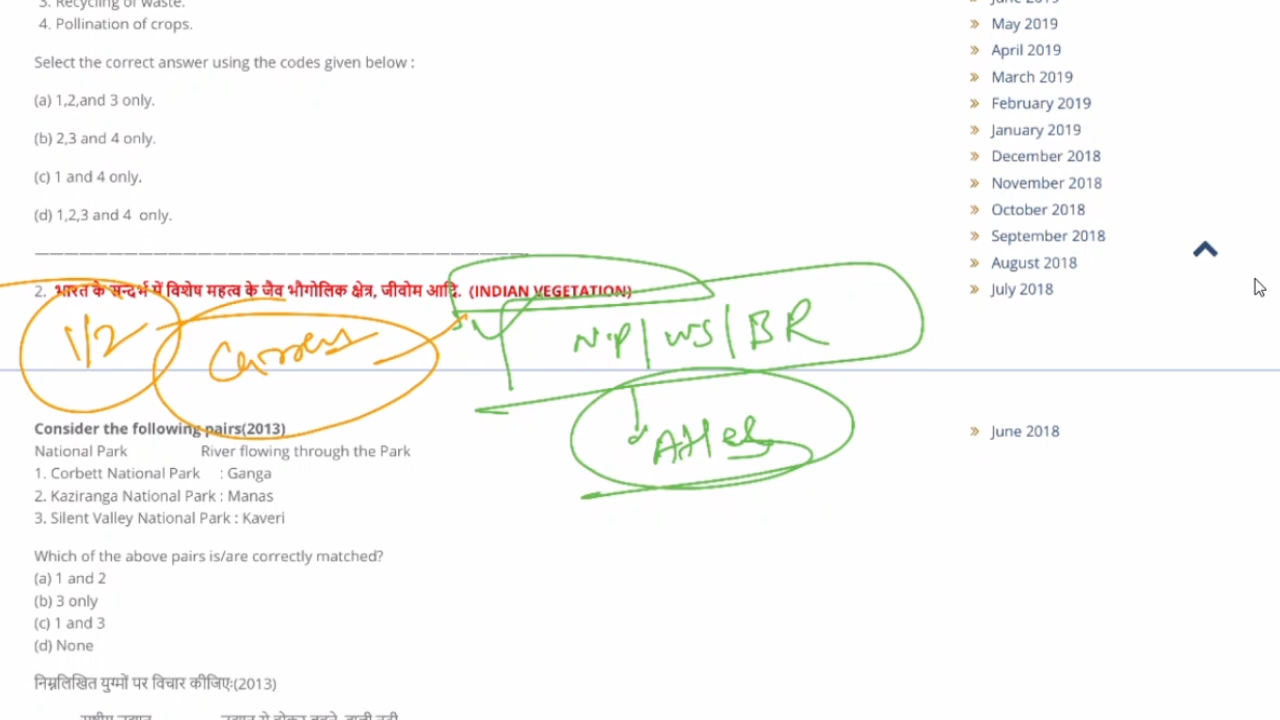 3. Recycling of waste.
4. Pollination of crops.
Select the correct answer using the codes given below :
(a) 1,2,and 3 only.
(b) 2,3 and 4 only.
(c) 1 and 4 only.
(d) 1,2,3 and 4 only.
2. भारत के सन्दर्भ में विशेष महत्व के जैव भौगोलिक क्षेत्र, जीवोम आदि. (INDIAN VEGETATION)
1/2
N.P/WS/BR
Consider the following pairs(2013)
National Park River flowing through the Park
1. Corbett National Park : Ganga
2. Kaziranga National Park : Manas
3. Silent Valley National Park : Kaveri
Which of the above pairs is/are correctly matched?
(a) 1 and 2
(b) 3 only
(c) 1 and 3
(d) None
निम्नलिखित युग्मों पर विचार कीजिए:(2013)
» June 2019
» May 2019
» April 2019
» March 2019
» February 2019
» January 2019
» December 2018
» November 2018
» October 2018
» September 2018
» August 2018
» July 2018
» June 2018